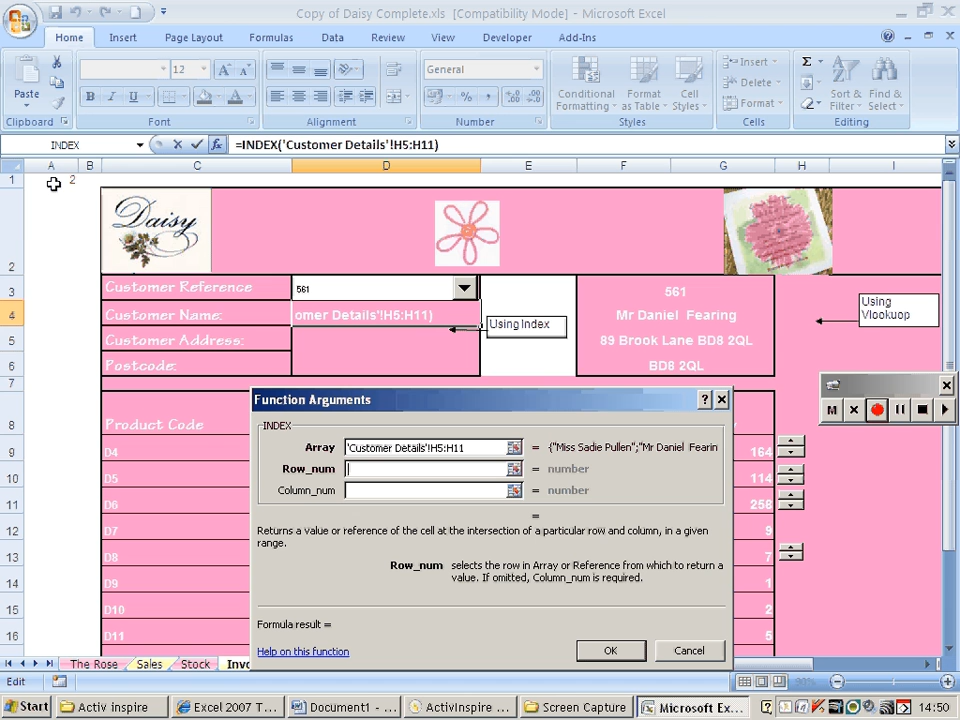 Copy of Daisy Complete.xls [Compatibility Mode] - Microsoft Excel
Home Insert Page Layout Formulas Data Review View Developer Add-Ins
Paste
12 A A
General
B I U
Conditional Formatting
Format as Table
Cell Styles
Insert
Delete
Format
Sort & Filter
Find & Select
Clipboard Font Alignment Number Styles Cells Editing
INDEX fx =INDEX('Customer Details'!H5:H11)
A B C D E F G H I
1 2
Daisy
2
3 Customer Reference 561 561
Using Vlookuop
4 Customer Name: omer Details'!H5:H11) Mr Daniel Fearing
Using Index
5 Customer Address: 89 Brook Lane BD8 2QL
6 Postcode: BD8 2QL
7
8 Product Code
9 D4 164
10 D5 114
11 D6 258
12 D7 9
13 D8 7
14 D9 1
15 D10 2
16 D11 5
Function Arguments
INDEX
Array 'Customer Details'!H5:H11 = {"Miss Sadie Pullen";"Mr Daniel Fearin
Row_num = number
Column_num = number
=
Returns a value or reference of the cell at the intersection of a particular row and column, in a given
range.
Row_num selects the row in Array or Reference from which to return a
value. If omitted, Column_num is required.
Formula result =
Help on this function OK Cancel
M
The Rose Sales Stock Invo
Edit 90%
Start Activ inspire Excel 2007 T... Document1 - ... ActivInspire ... Screen Capture Microsoft Ex... 14:50